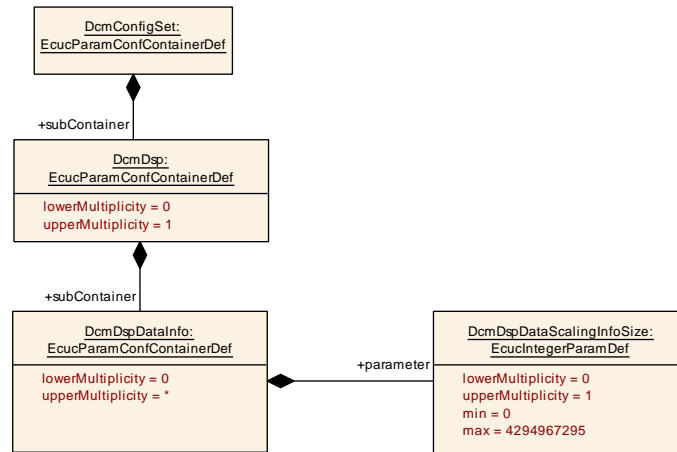 DcmConfigSet:
EcucParamConfContainerDef
+subContainer
DcmDsp:
EcucParamConfContainerDef
lowerMultiplicity = 0
upperMultiplicity = 1
+subContainer
DcmDspDataInfo:
EcucParamConfContainerDef
lowerMultiplicity = 0
upperMultiplicity = *
+parameter
DcmDspDataScalingInfoSize:
EcucIntegerParamDef
lowerMultiplicity = 0
upperMultiplicity = 1
min = 0
max = 4294967295